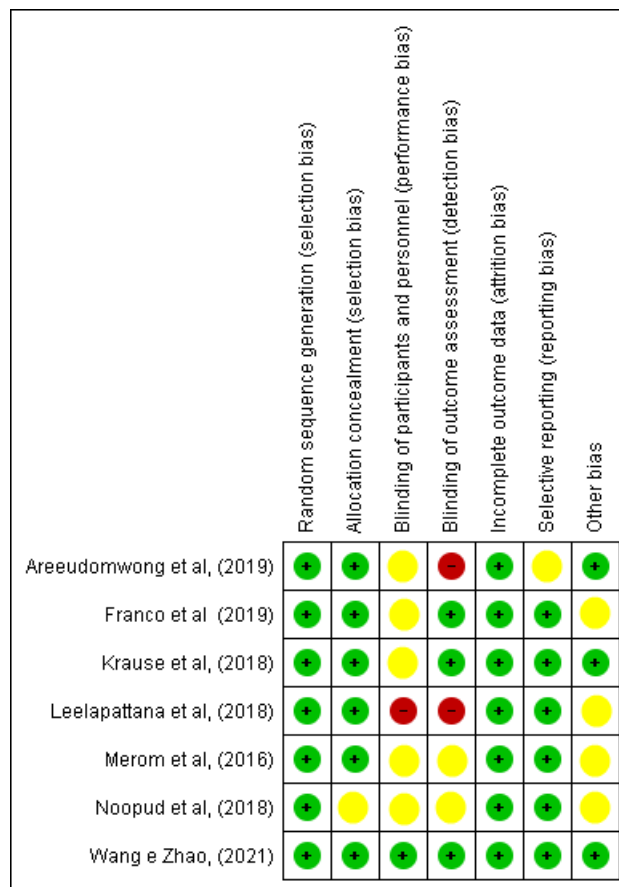 Random sequence generation (selection bias)
Allocation concealment (selection bias)
Blinding of participants and personnel (performance bias)
Blinding of outcome assessment (detection bias)
Incomplete outcome data (attrition bias)
Selective reporting (reporting bias)
Other bias
Areeudomwong et al, (2019) + + - + +
Franco et al (2019) + + + + +
Krause et al, (2018) + + + + + +
Leelapattana et al, (2018) + + - - + +
Merom et al, (2016) + + + +
Noopud et al, (2018) + + +
Wang e Zhao, (2021) + + + + + + +